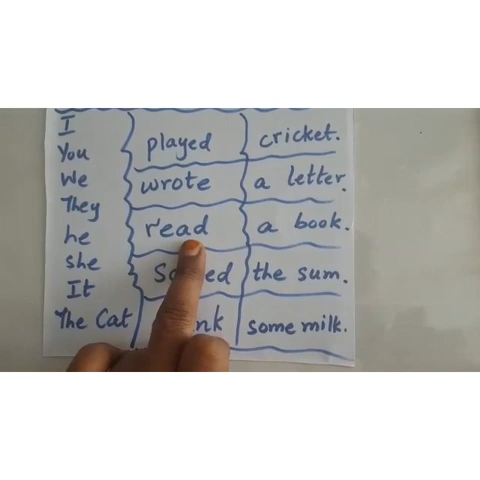 I
You
We
They
he
she
It
The Cat
played cricket.
wrote a letter.
read a book.
the sum.
some milk.